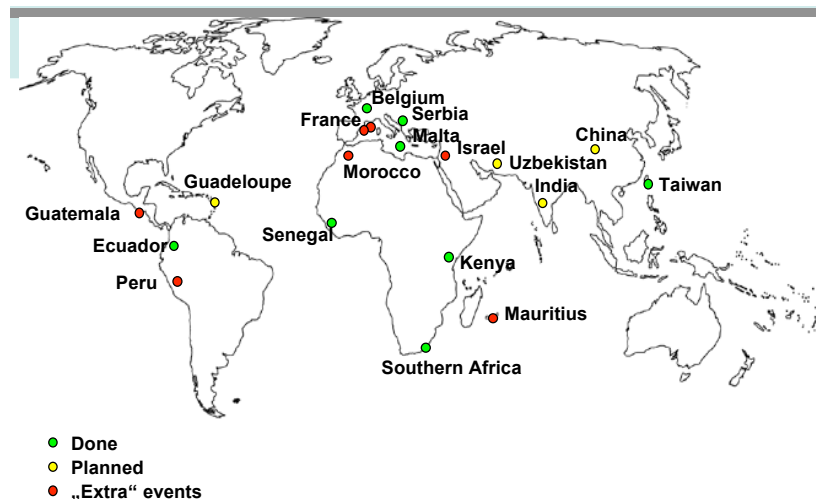 Belgium
Serbia
France
Malta
China
Israel
Uzbekistan
Morocco
India
Taiwan
Guadeloupe
Guatemala
Senegal
Ecuador
Kenya
Peru
Mauritius
Southern Africa
Done
Planned
„Extra“ events